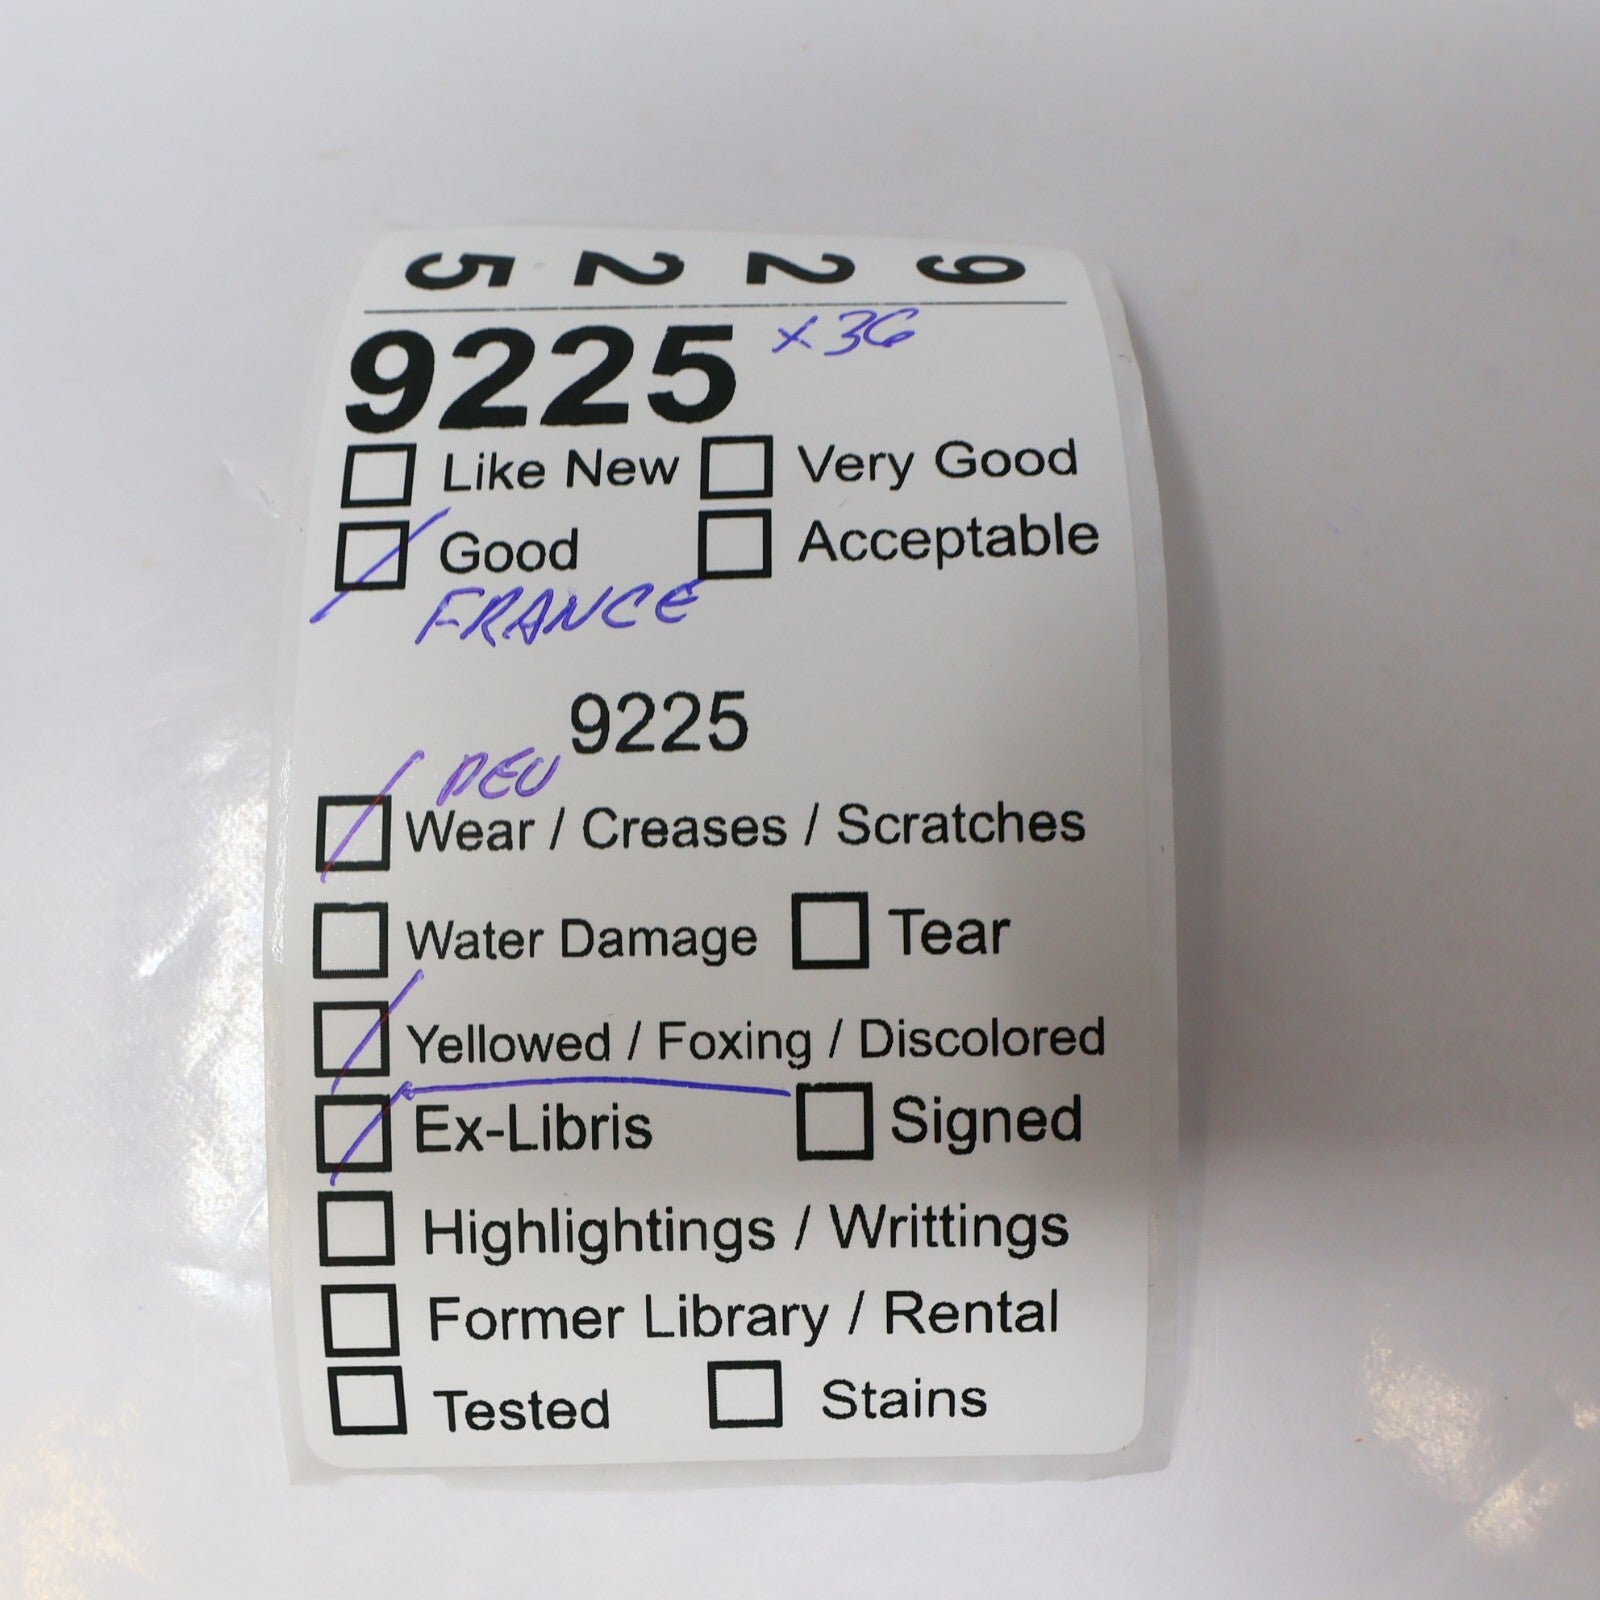 9225
9225 x36
Like New Very Good
Good Acceptable
FRANCE
9225
PEU
Wear / Creases / Scratches
Water Damage Tear
Yellowed / Foxing / Discolored
Ex-Libris Signed
Highlightings / Writtings
Former Library / Rental
Tested Stains